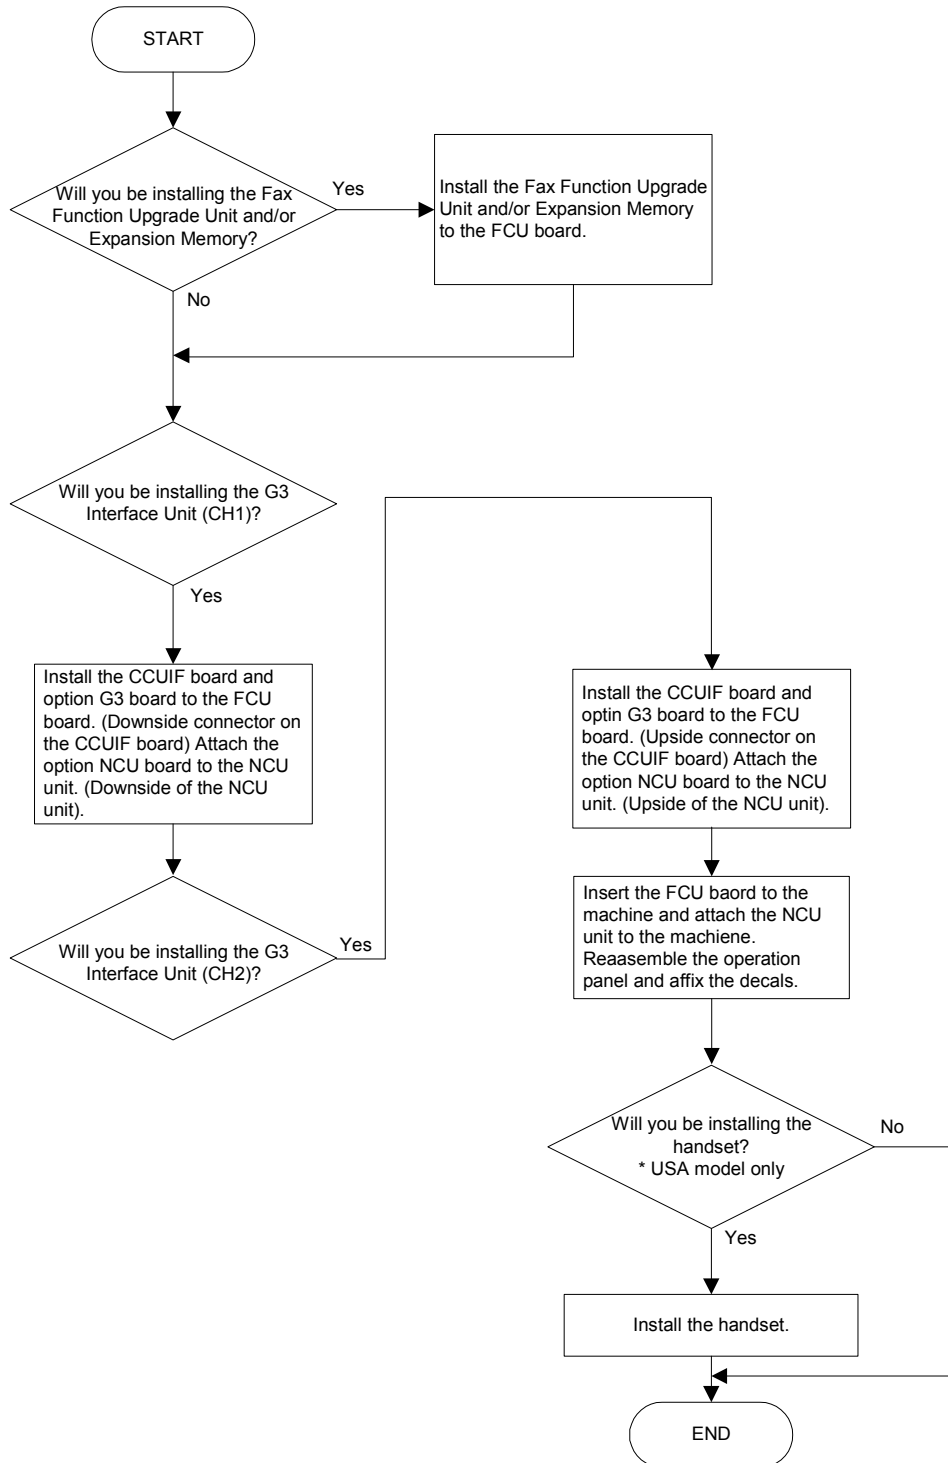 START
Will you be installing the Fax
Function Upgrade Unit and/or
Expansion Memory?
Yes
Install the Fax Function Upgrade
Unit and/or Expansion Memory
to the FCU board.
No
Will you be installing the G3
Interface Unit (CH1)?
Yes
Install the CCUIF board and
option G3 board to the FCU
board. (Downside connector on
the CCUIF board) Attach the
option NCU board to the NCU
unit. (Downside of the NCU
unit).
Will you be installing the G3
Interface Unit (CH2)?
Yes
Install the CCUIF board and
optin G3 board to the FCU
board. (Upside connector on
the CCUIF board) Attach the
option NCU board to the NCU
unit. (Upside of the NCU unit).
Insert the FCU baord to the
machine and attach the NCU
unit to the machiene.
Reaasemble the operation
panel and affix the decals.
Will you be installing the
handset?
* USA model only
No
Yes
Install the handset.
END